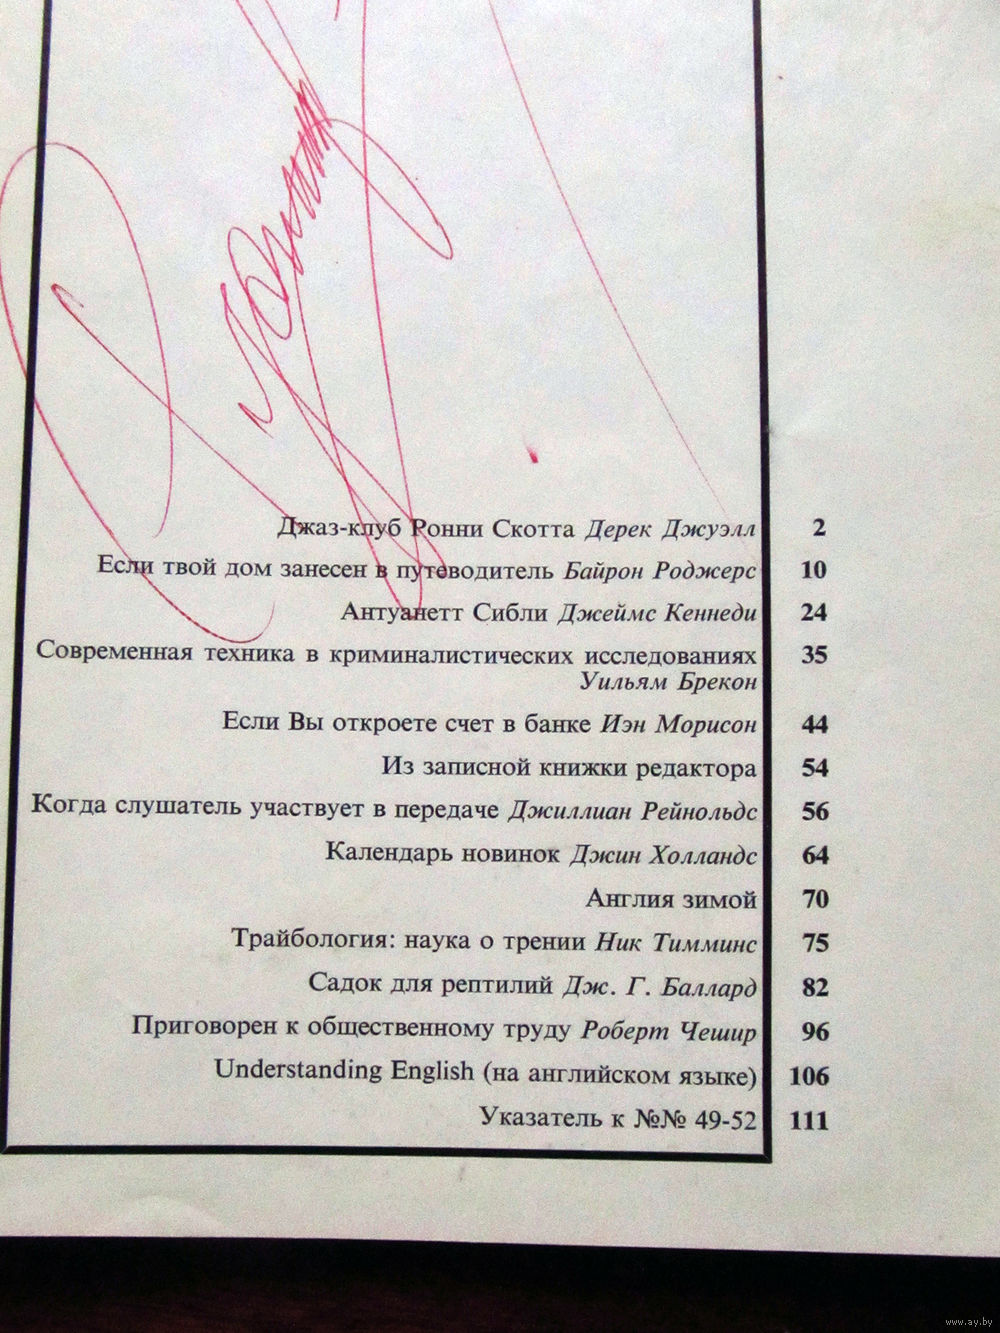 Джаз-клуб Ронни Скотта Дерек Джуэлл 2
Если твой дом занесен в путеводитель Байрон Роджерс 10
Антуанетт Сибли Джеймс Кеннеди 24
Современная техника в криминалистических исследованиях 35
Уильям Брекон
Если Вы откроете счет в банке Иэн Морисон 44
Из записной книжки редактора 54
Когда слушатель участвует в передаче Джиллиан Рейнольдс 56
Календарь новинок Джин Холландс 64
Англия зимой 70
Трайбология: наука о трении Ник Тимминс 75
Садок для рептилий Дж. Г. Баллард 82
Приговорен к общественному труду Роберт Чешир 96
Understanding English (на английском языке) 106
Указатель к №№ 49-52 111
www.ay.by